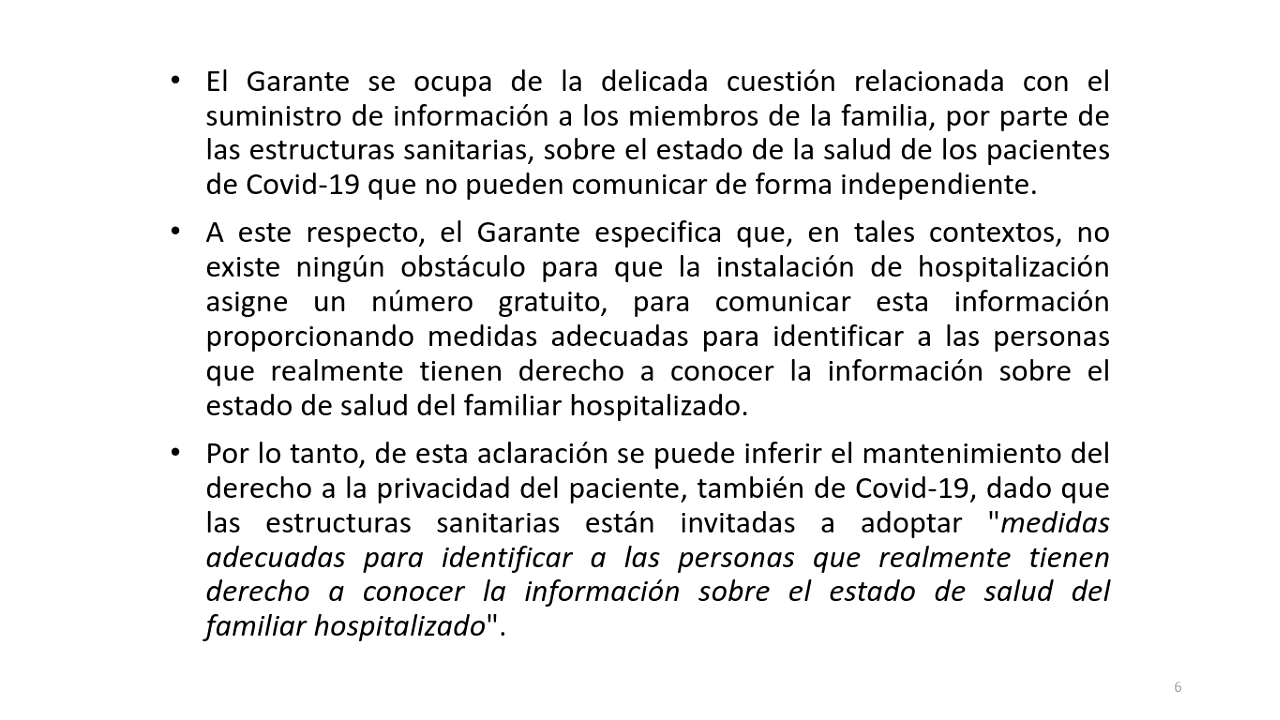 • El Garante se ocupa de la delicada cuestión relacionada con el
suministro de información a los miembros de la familia, por parte de
las estructuras sanitarias, sobre el estado de la salud de los pacientes
de Covid-19 que no pueden comunicar de forma independiente.
• A este respecto, el Garante especifica que, en tales contextos, no
existe ningún obstáculo para que la instalación de hospitalización
asigne un número gratuito, para comunicar esta información
proporcionando medidas adecuadas para identificar a las personas
que realmente tienen derecho a conocer la información sobre el
estado de salud del familiar hospitalizado.
• Por lo tanto, de esta aclaración se puede inferir el mantenimiento del
derecho a la privacidad del paciente, también de Covid-19, dado que
las estructuras sanitarias están invitadas a adoptar "medidas
adecuadas para identificar a las personas que realmente tienen
derecho a conocer la información sobre el estado de salud del
familiar hospitalizado".
6